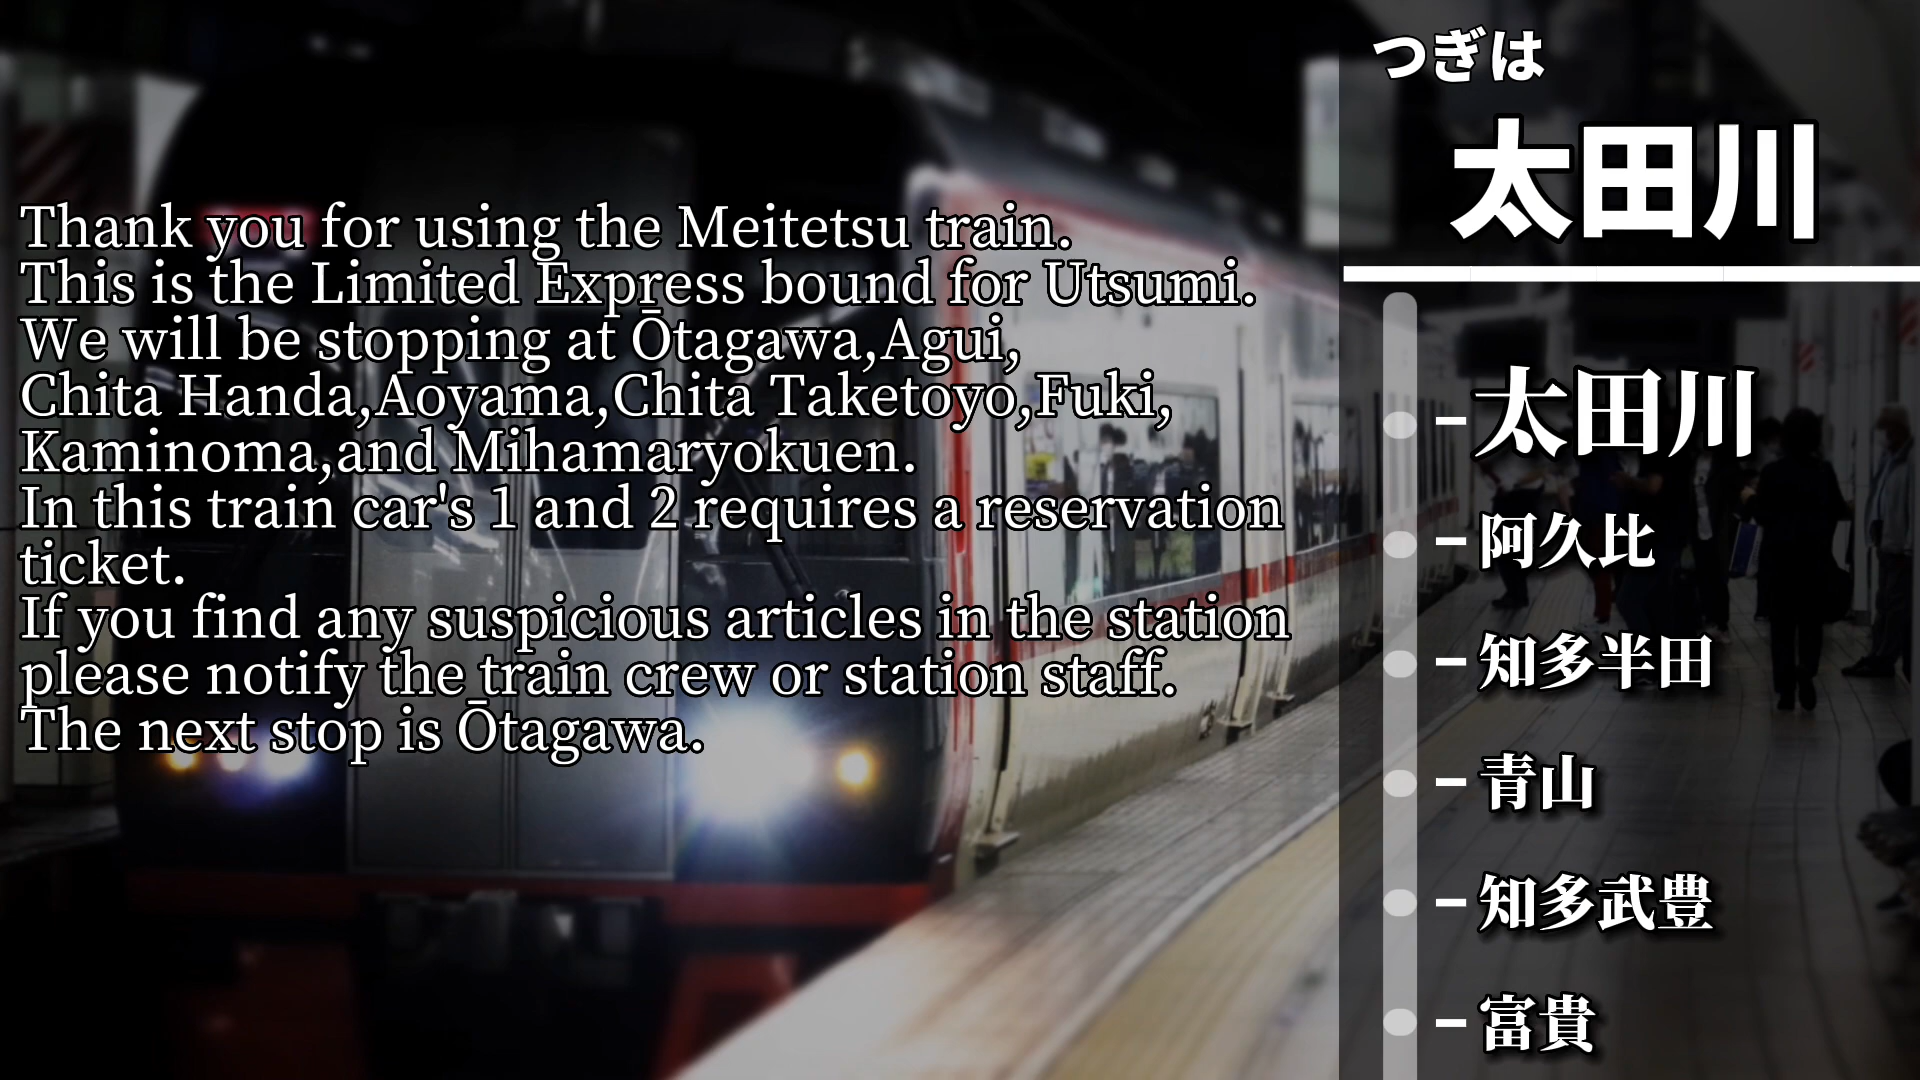 Thank you for using the Meitetsu train.
This is the Limited Express bound for Utsumi.
We will be stopping at Ōtagawa,Agui,
Chita Handa,Aoyama,Chita Taketoyo,Fuki,
Kaminoma,and Mihamaryokuen.
In this train car's 1 and 2 requires a reservation
ticket.
If you find any suspicious articles in the station
please notify the train crew or station staff.
The next stop is Ōtagawa.
つぎは
太田川
太田川
阿久比
知多半田
青山
知多武豊
富貴